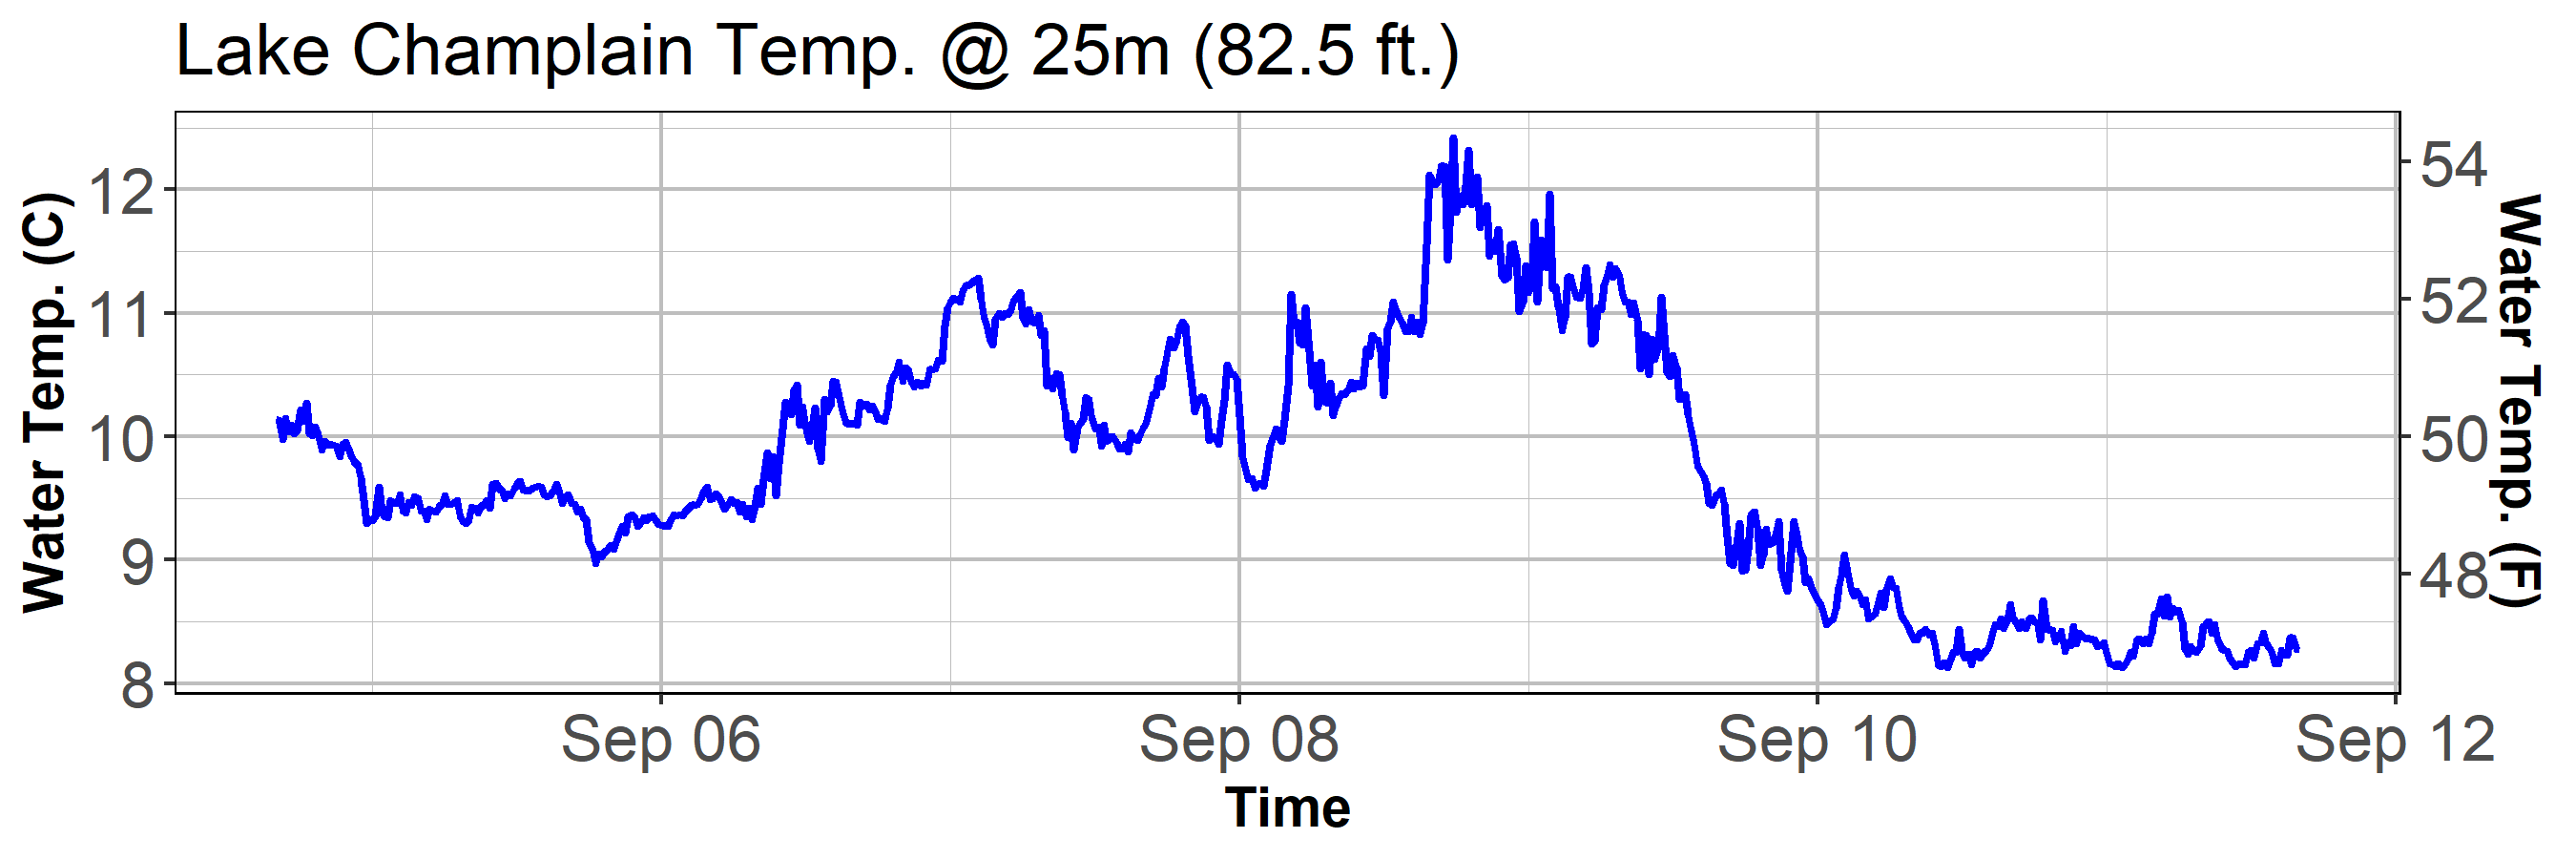 Lake Champlain Temp. @ 25m (82.5 ft.)
Water Temp. (C)
12
11
10
9
8
54
52
50
48
Water Temp. (F)
Sep 06
Sep 08
Sep 10
Sep 12
Time